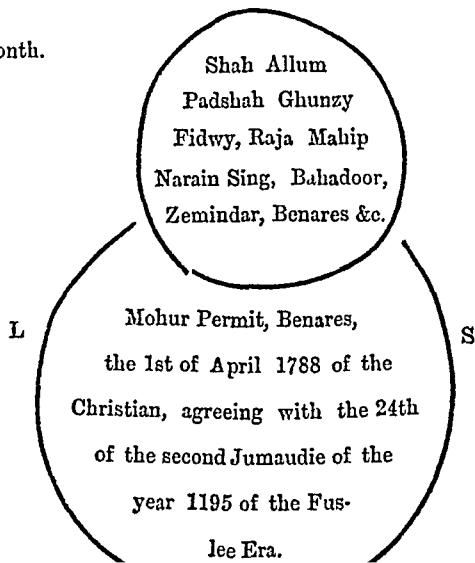 onth.
Shah Allum
Padshah Ghunzy
Fidwy, Raja Mahip
Narain Sing, Bahadoor,
Zemindar, Benares &c.
L S
Mohur Permit, Benares,
the 1st of April 1788 of the
Christian, agreeing with the 24th
of the second Jumaudie of the
year 1195 of the Fus-
lee Era.